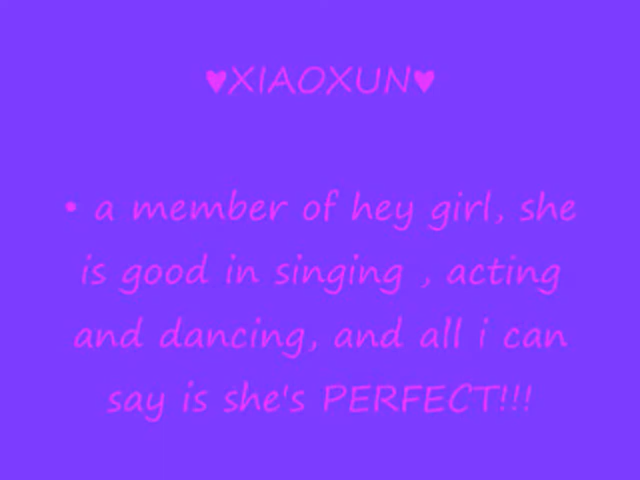 ♥XIAOXUN♥
• a member of hey girl, she
is good in singing , acting
and dancing, and all i can
say is she's PERFECT!!!